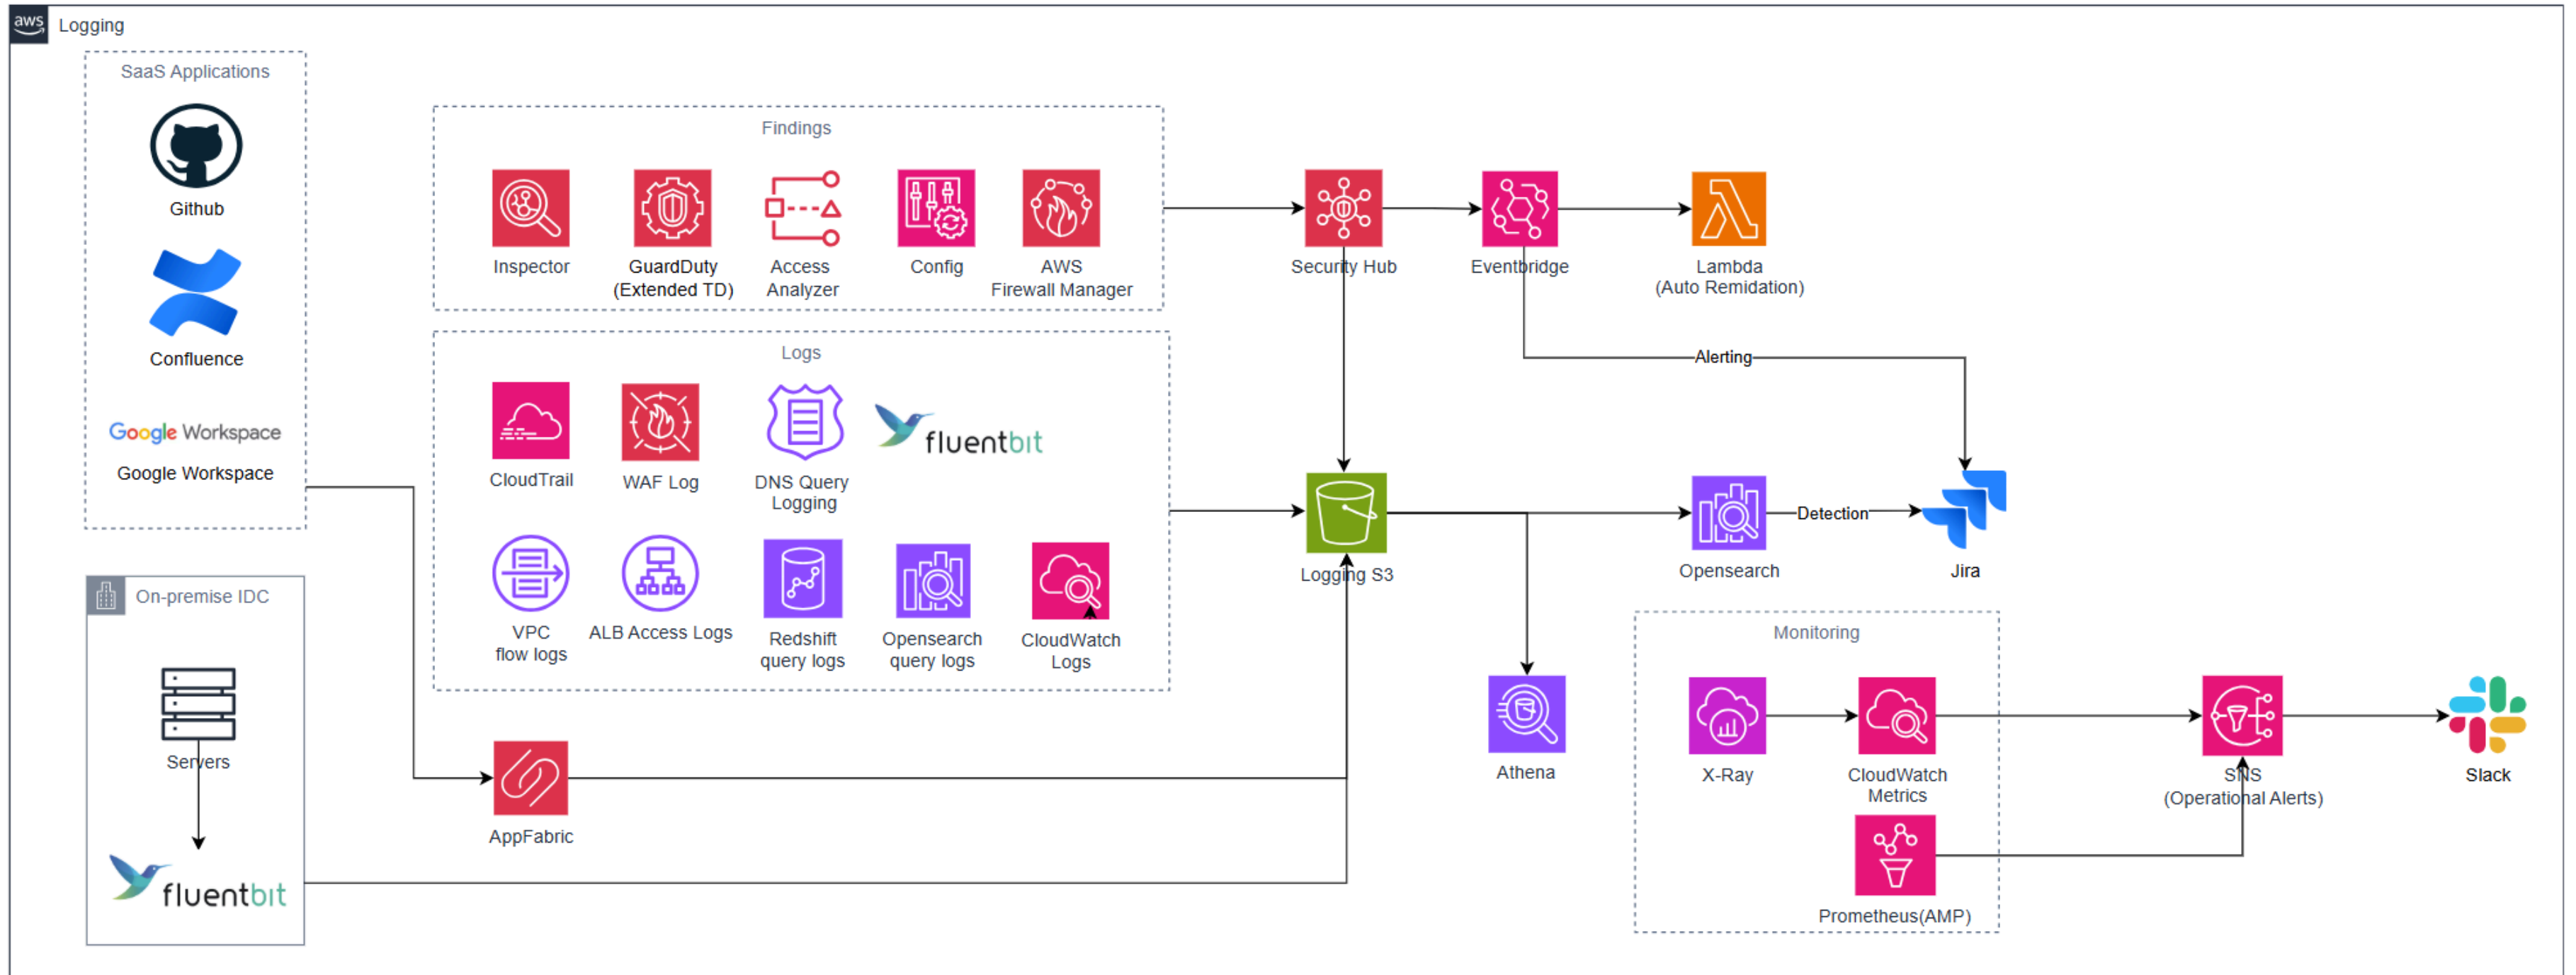 aws
Logging
SaaS Applications
Github
Confluence
Google Workspace
Google Workspace
On-premise IDC
Servers
fluentbit
Findings
Inspector
GuardDuty
(Extended TD)
Access
Analyzer
Config
AWS
Firewall Manager
Logs
CloudTrail
WAF Log
DNS Query
Logging
fluentbit
VPC
flow logs
ALB Access Logs
Redshift
query logs
Opensearch
query logs
CloudWatch
Logs
AppFabric
Security Hub
Eventbridge
Lambda
(Auto Remidation)
Alerting
Logging S3
Opensearch
Detection
Jira
Athena
Monitoring
X-Ray
CloudWatch
Metrics
Prometheus(AMP)
SNS
(Operational Alerts)
Slack